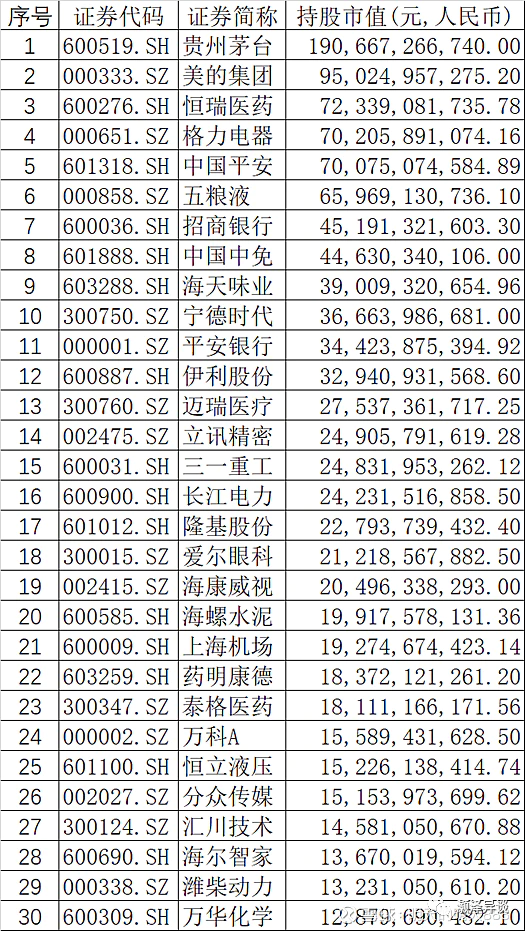 序号 证券代码 证券简称 持股市值(元,人民币)
1 600519.SH 贵州茅台 190,667,266,740.00
2 000333.SZ 美的集团 95,024,957,275.20
3 600276.SH 恒瑞医药 72,339,081,735.78
4 000651.SZ 格力电器 70,205,891,074.16
5 601318.SH 中国平安 70,075,074,584.89
6 000858.SZ 五粮液 65,969,130,736.10
7 600036.SH 招商银行 45,191,321,603.30
8 601888.SH 中国中免 44,630,340,106.00
9 603288.SH 海天味业 39,009,320,654.96
10 300750.SZ 宁德时代 36,663,986,681.00
11 000001.SZ 平安银行 34,423,875,394.92
12 600887.SH 伊利股份 32,940,931,568.60
13 300760.SZ 迈瑞医疗 27,537,361,717.25
14 002475.SZ 立讯精密 24,905,791,619.28
15 600031.SH 三一重工 24,831,953,262.12
16 600900.SH 长江电力 24,231,516,858.50
17 601012.SH 隆基股份 22,793,739,432.40
18 300015.SZ 爱尔眼科 21,218,567,882.50
19 002415.SZ 海康威视 20,496,338,293.00
20 600585.SH 海螺水泥 19,917,578,131.36
21 600009.SH 上海机场 19,274,674,423.14
22 603259.SH 药明康德 18,372,121,261.20
23 300347.SZ 泰格医药 18,111,166,171.56
24 000002.SZ 万科A 15,589,431,628.50
25 601100.SH 恒立液压 15,226,138,414.74
26 002027.SZ 分众传媒 15,153,973,699.62
27 300124.SZ 汇川技术 14,581,050,670.88
28 600690.SH 海尔智家 13,670,019,594.12
29 000338.SZ 潍柴动力 13,231,050,610.20
30 600309.SH 万华化学 12,879,690,482.10